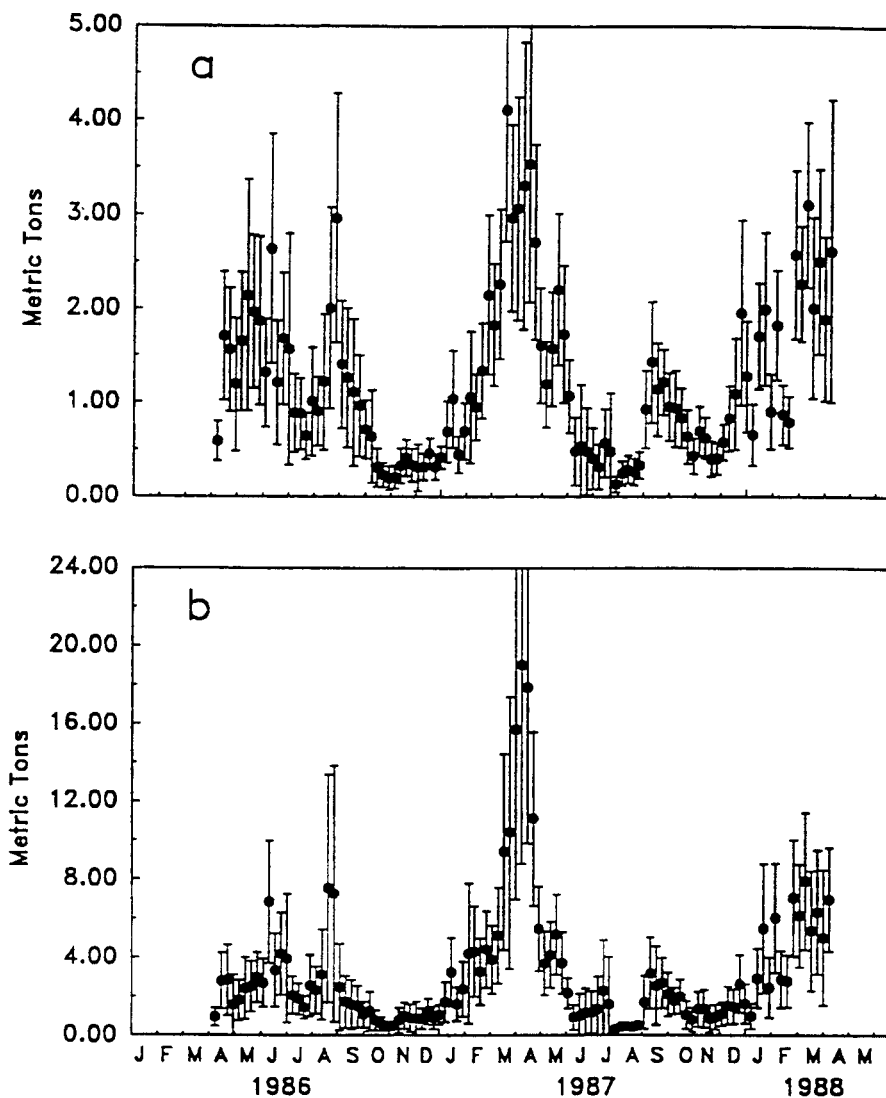 5.00
a
4.00
3.00
Metric Tons
2.00
1.00
0.00
24.00
b
20.00
16.00
Metric Tons
12.00
8.00
4.00
0.00
J F M A M J J A S O N D J F M A M J J A S O N D J F M A M
1986 1987 1988